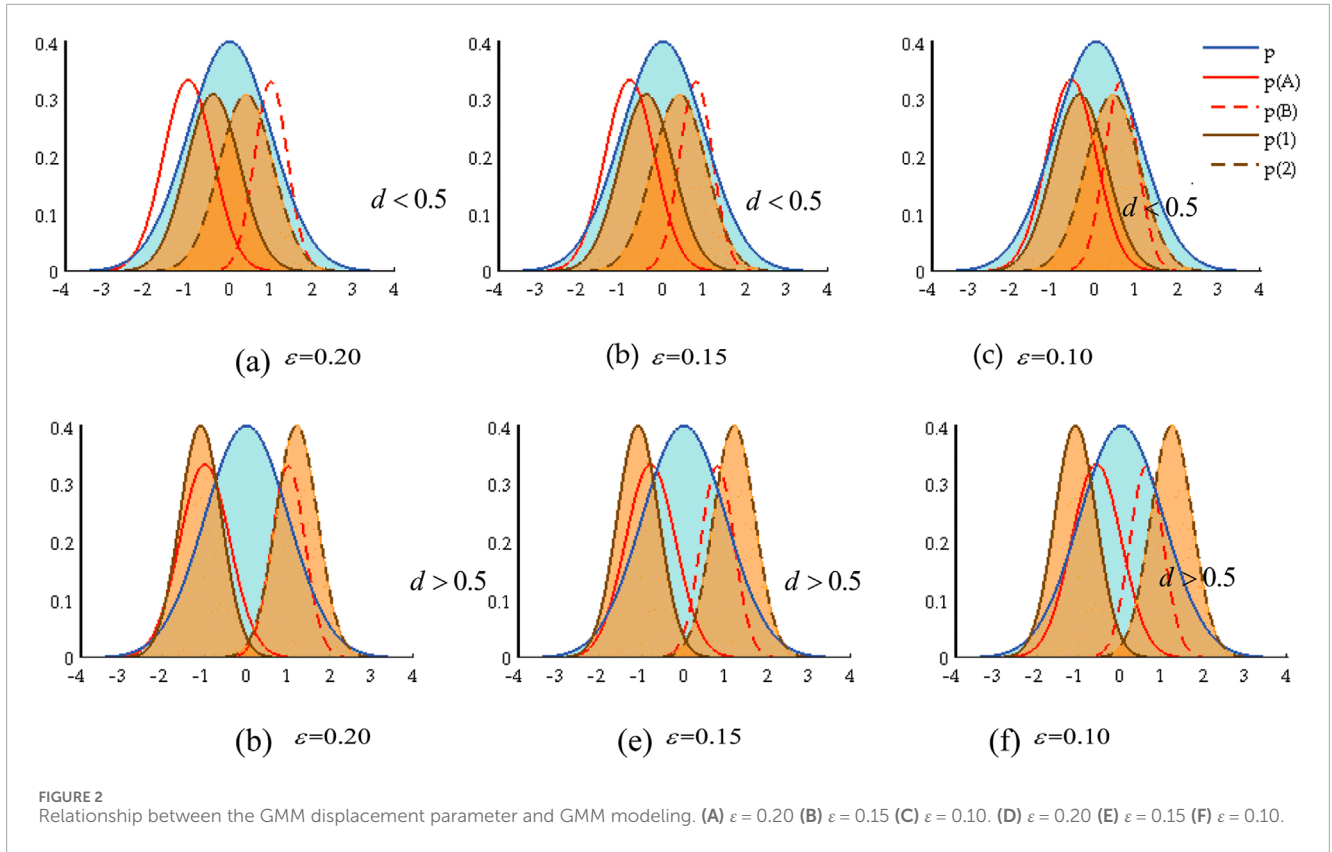 0.4
0.3
0.2
0.1
0
-4 -3 -2 -1 0 1 2 3 4
d < 0.5
(a) ε=0.20
0.4
0.3
0.2
0.1
0
-4 -3 -2 -1 0 1 2 3 4
d < 0.5
(b) ε=0.15
0.4
0.3
0.2
0.1
0
-4 -3 -2 -1 0 1 2 3 4
d < 0.5
(c) ε=0.10
p
p(A)
p(B)
p(1)
p(2)
0.4
0.3
0.2
0.1
0
-4 -3 -2 -1 0 1 2 3 4
d > 0.5
(b) ε=0.20
0.4
0.3
0.2
0.1
0
-4 -3 -2 -1 0 1 2 3 4
d > 0.5
(e) ε=0.15
0.4
0.3
0.2
0.1
0
-4 -3 -2 -1 0 1 2 3 4
d > 0.5
(f) ε=0.10
FIGURE 2
Relationship between the GMM displacement parameter and GMM modeling. (A) ε = 0.20 (B) ε = 0.15 (C) ε = 0.10. (D) ε = 0.20 (E) ε = 0.15 (F) ε = 0.10.